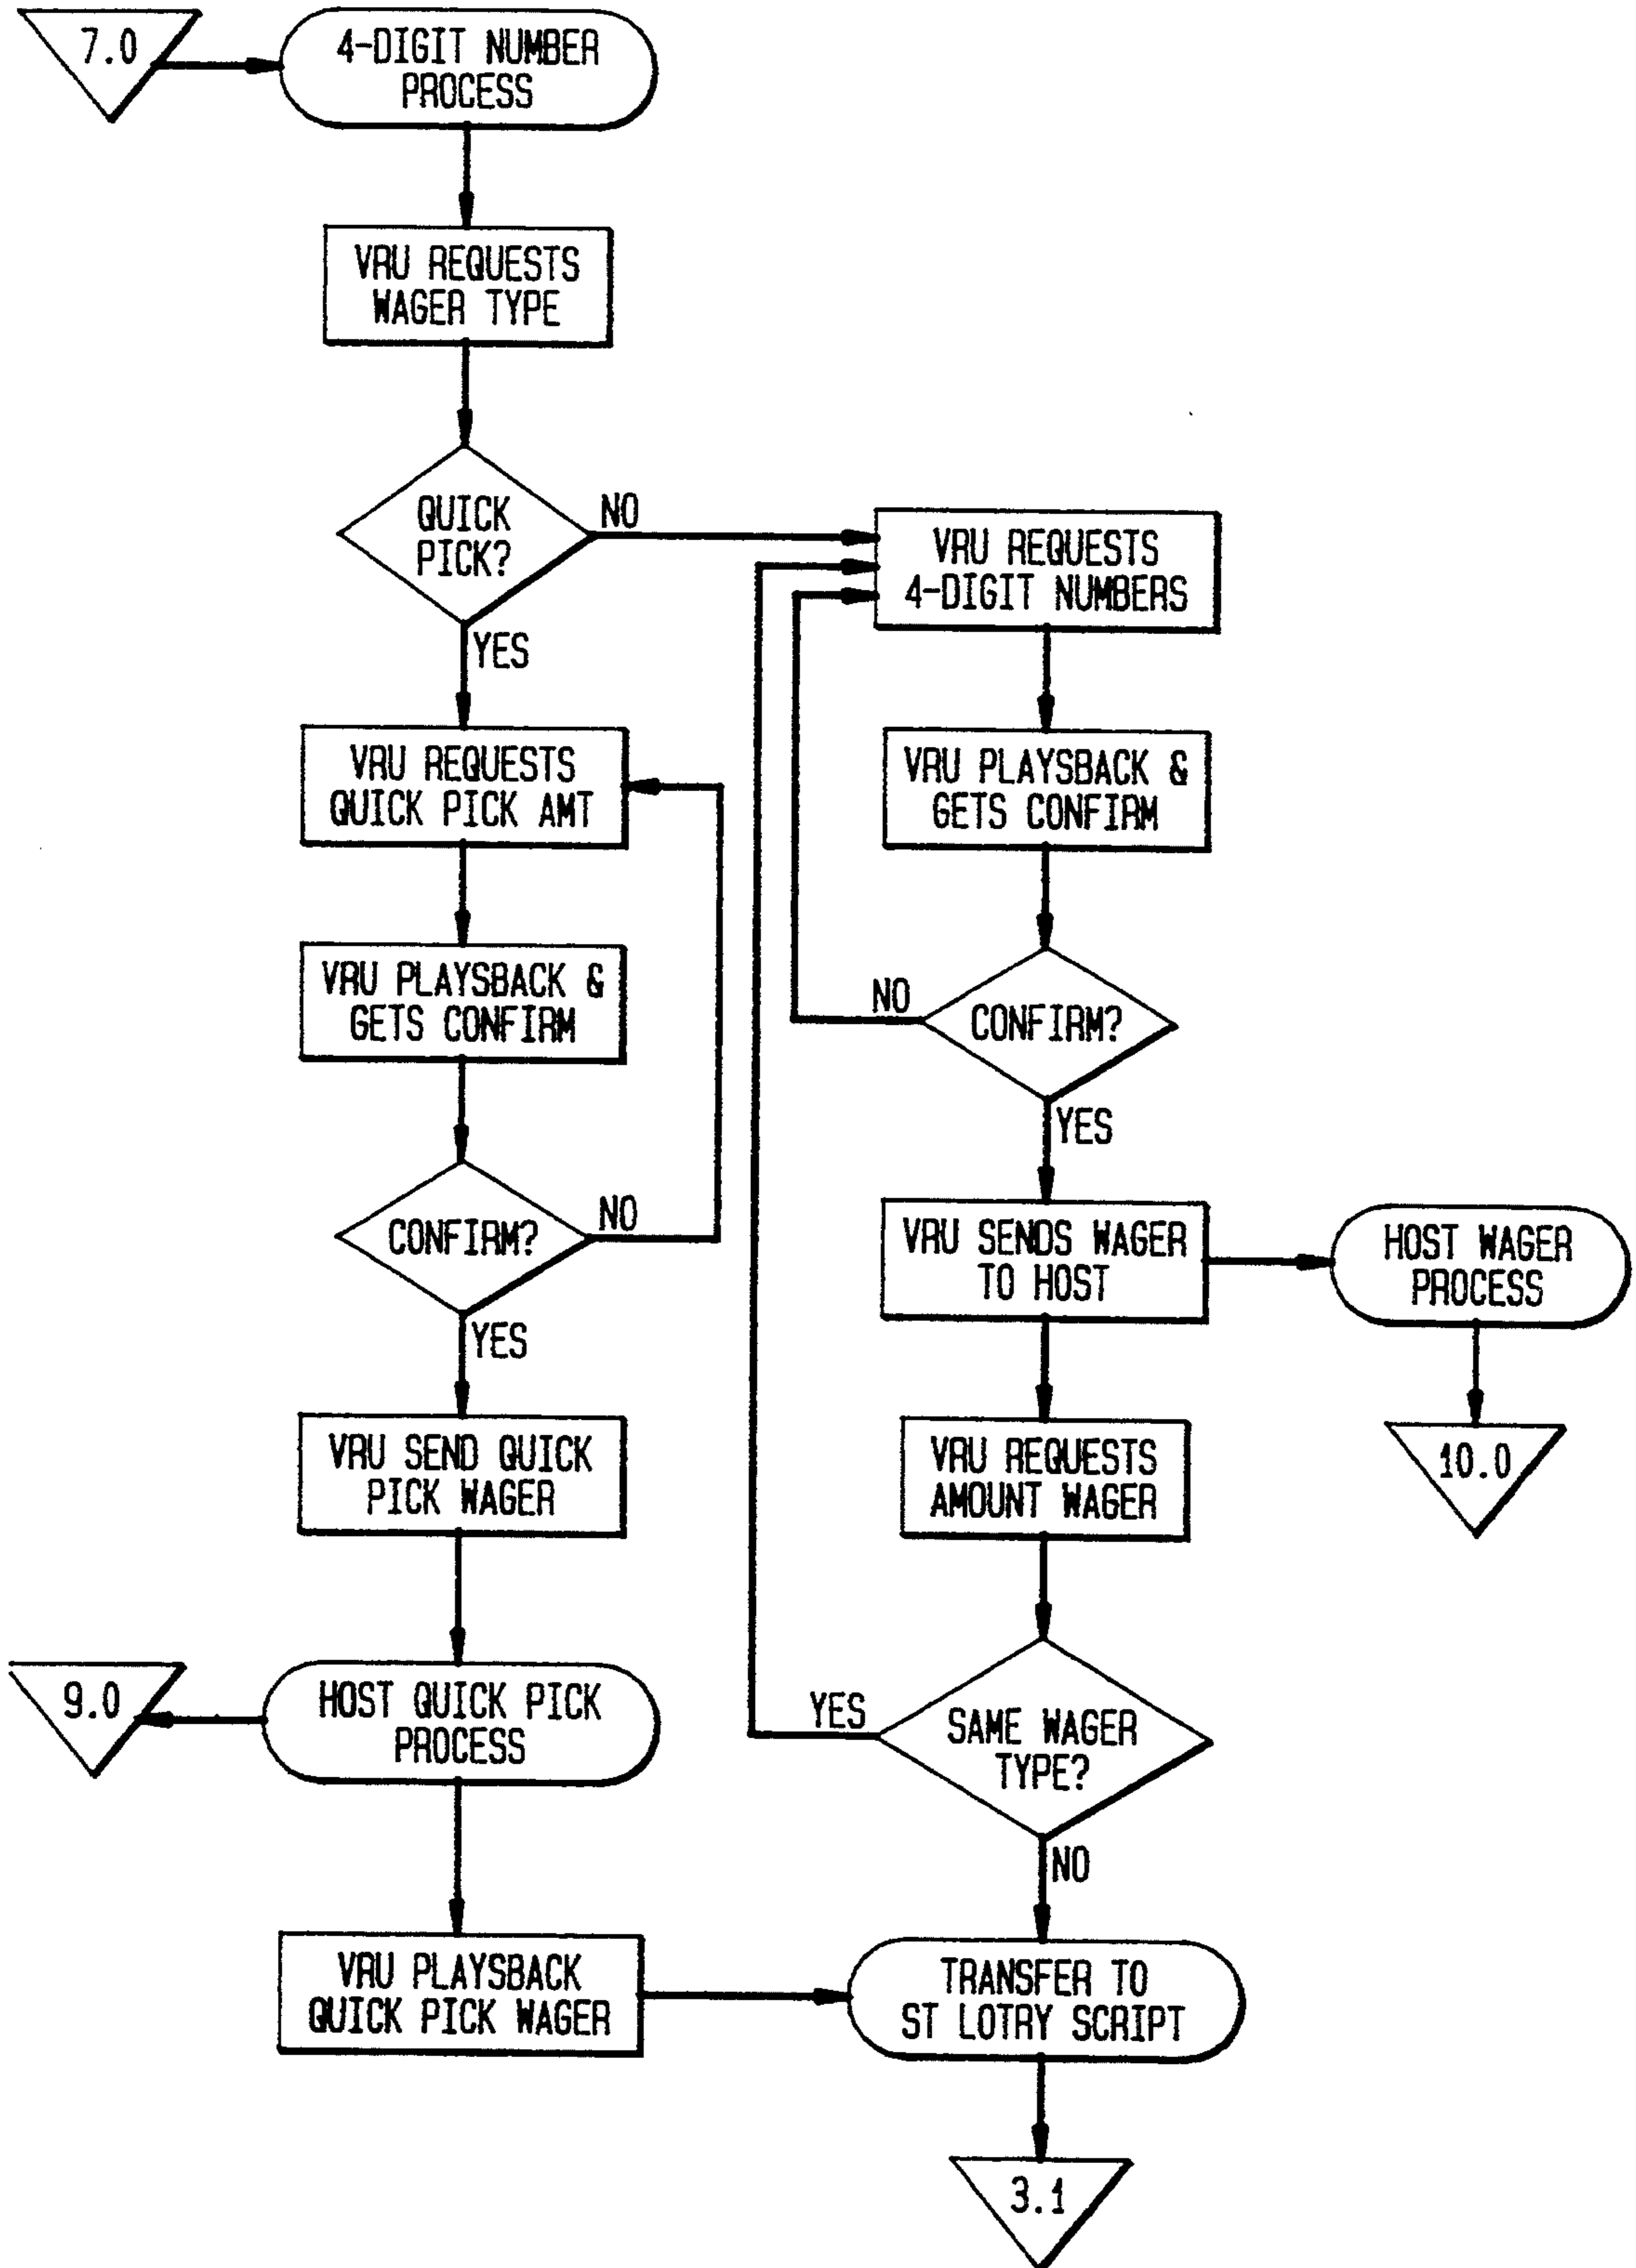 7.0
4-DIGIT NUMBER
PROCESS
VRU REQUESTS
WAGER TYPE
QUICK
PICK?
NO
YES
VRU REQUESTS
4-DIGIT NUMBERS
VRU REQUESTS
QUICK PICK AMT
VRU PLAYSBACK &
GETS CONFIRM
VRU PLAYSBACK &
GETS CONFIRM
CONFIRM?
NO
YES
CONFIRM?
NO
YES
VRU SENDS WAGER
TO HOST
HOST WAGER
PROCESS
10.0
VRU SEND QUICK
PICK WAGER
VRU REQUESTS
AMOUNT WAGER
9.0
HOST QUICK PICK
PROCESS
SAME WAGER
TYPE?
YES
NO
VRU PLAYSBACK
QUICK PICK WAGER
TRANSFER TO
ST LOTRY SCRIPT
3.1